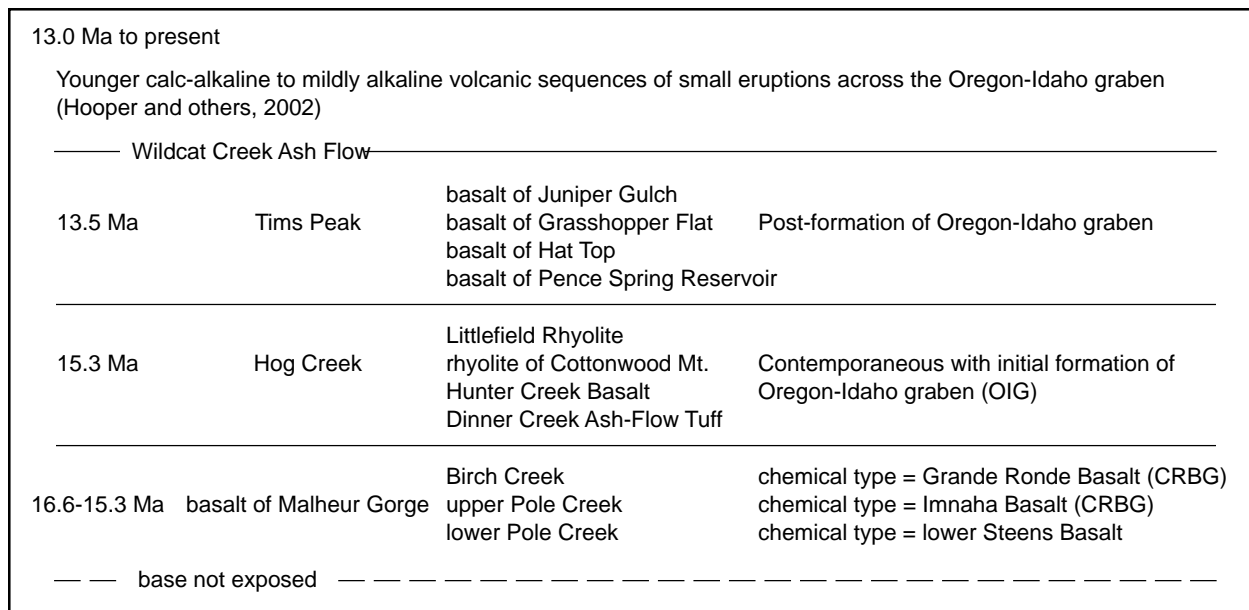 13.0 Ma to present
Younger calc-alkaline to mildly alkaline volcanic sequences of small eruptions across the Oregon-Idaho graben
(Hooper and others, 2002)
Wildcat Creek Ash Flow
basalt of Juniper Gulch
13.5 Ma Tims Peak basalt of Grasshopper Flat Post-formation of Oregon-Idaho graben
basalt of Hat Top
basalt of Pence Spring Reservoir
Littlefield Rhyolite
15.3 Ma Hog Creek rhyolite of Cottonwood Mt. Contemporaneous with initial formation of
Hunter Creek Basalt Oregon-Idaho graben (OIG)
Dinner Creek Ash-Flow Tuff
Birch Creek chemical type = Grande Ronde Basalt (CRBG)
16.6-15.3 Ma basalt of Malheur Gorge upper Pole Creek chemical type = Imnaha Basalt (CRBG)
lower Pole Creek chemical type = lower Steens Basalt
base not exposed